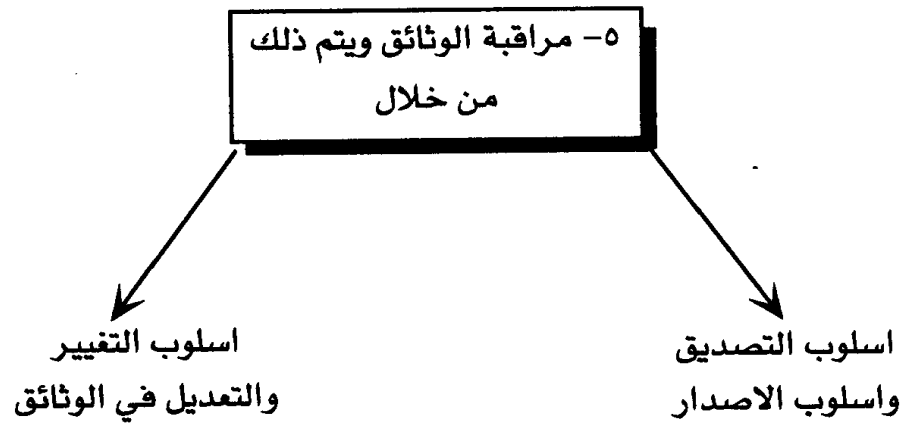 ٥- مراقبة الوثائق ويتم ذلك
من خلال
اسلوب التصديق
واسلوب الاصدار
اسلوب التغيير
والتعديل في الوثائق